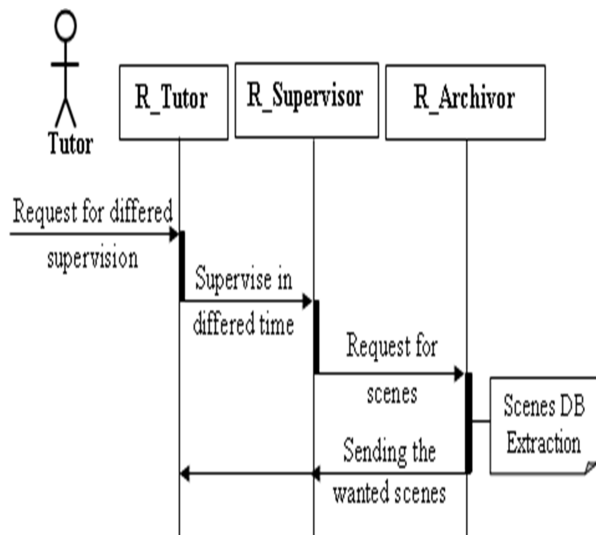 Tutor
R_Tutor
R_Supervisor
R_Archivor
Request for differed
supervision
Supervise in
differed time
Request for
scenes
Scenes DB
Extraction
Sending the
wanted scenes